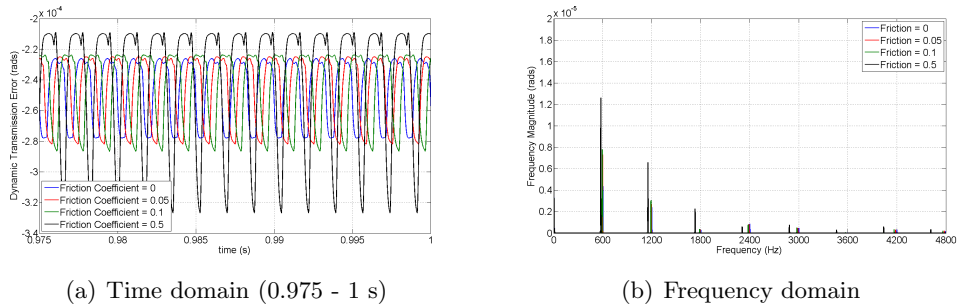 x 10⁻⁴
-2
-2.2
-2.4
-2.6
-2.8
-3
-3.2
-3.4
Dynamic Transmission Error (rads)
Friction Coefficient = 0
Friction Coefficient = 0.05
Friction Coefficient = 0.1
Friction Coefficient = 0.5
0.975
0.98
0.985
0.99
0.995
1
time (s)
(a) Time domain (0.975 - 1 s)
x 10⁻⁵
2
1.8
1.6
1.4
1.2
1
0.8
0.6
0.4
0.2
0
Frequency Magnitude (rads)
Friction = 0
Friction = 0.05
Friction = 0.1
Friction = 0.5
0
600
1200
1800
2400
3000
3600
4200
4800
Frequency (Hz)
(b) Frequency domain